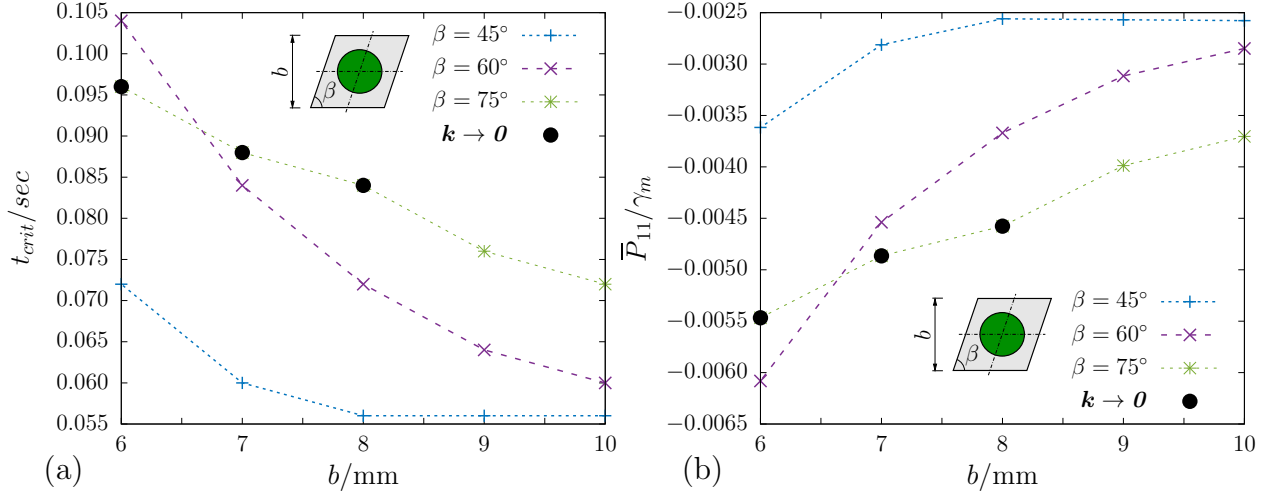 0.105
0.100
0.095
0.090
0.085
0.080
0.075
0.070
0.065
0.060
0.055
6 7 8 9 10
t_crit/sec
b/mm
(a)
b
β
β = 45°
β = 60°
β = 75°
k → 0
−0.0025
−0.0030
−0.0035
−0.0040
−0.0045
−0.0050
−0.0055
−0.0060
−0.0065
6 7 8 9 10
P̅₁₁/γ_m
b/mm
(b)
b
β
β = 45°
β = 60°
β = 75°
k → 0